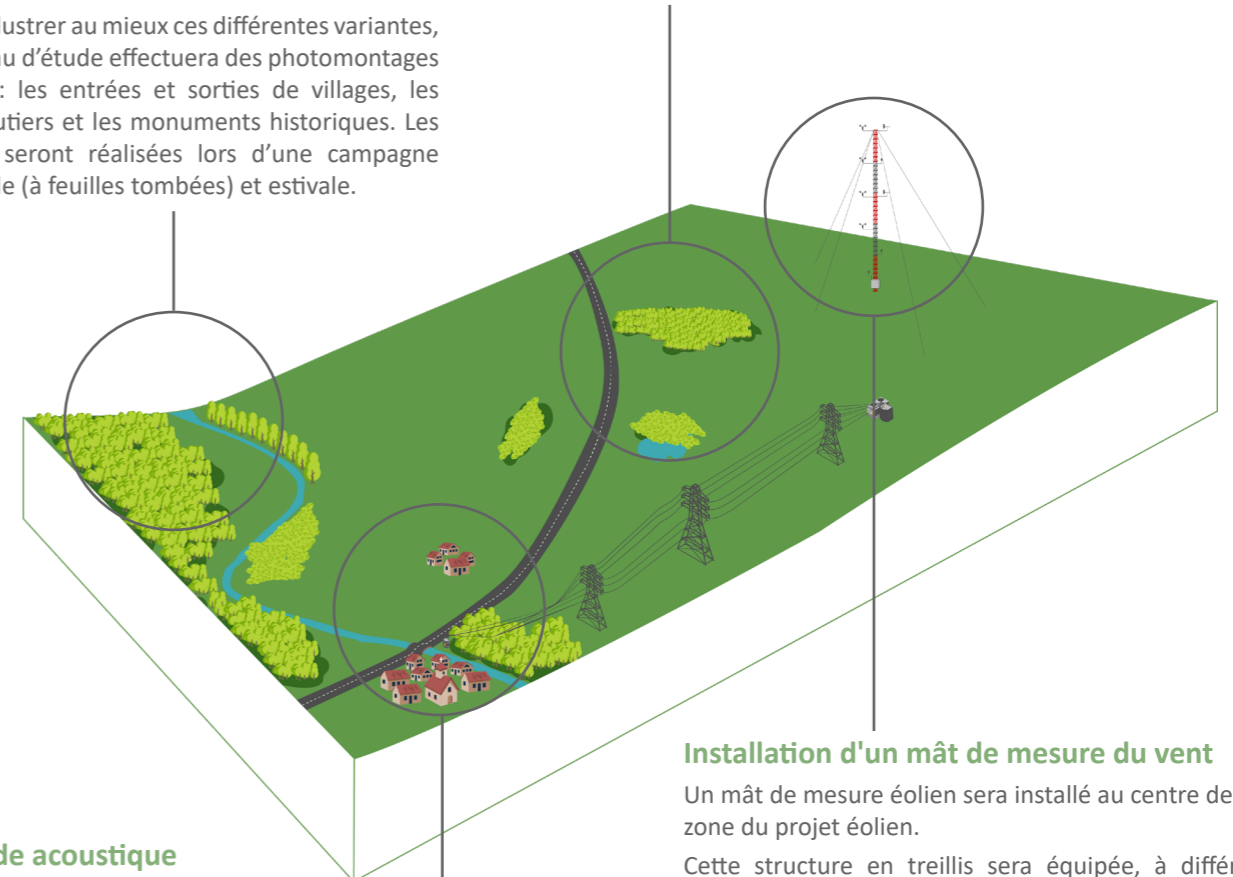 lustrer au mieux ces différentes variantes,
au d’étude effectuera des photomontages
: les entrées et sorties de villages, les
utiers et les monuments historiques. Les
seront réalisées lors d’une campagne
le (à feuilles tombées) et estivale.
Installation d'un mât de mesure du vent
Un mât de mesure éolien sera installé au centre de
zone du projet éolien.
Cette structure en treillis sera équipée, à différ
de acoustique